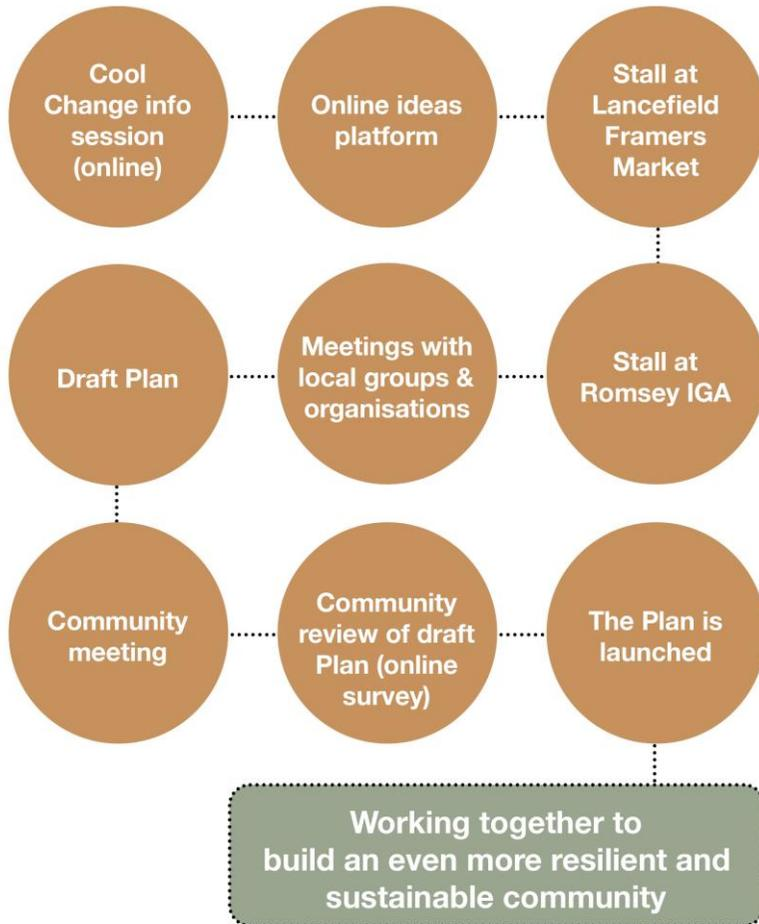 Cool
Change info
session
(online)
Online ideas
platform
Stall at
Lancefield
Framers
Market
Stall at
Romsey IGA
Meetings with
local groups &
organisations
Draft Plan
Community
meeting
Community
review of draft
Plan (online
survey)
The Plan is
launched
Working together to
build an even more resilient and
sustainable community